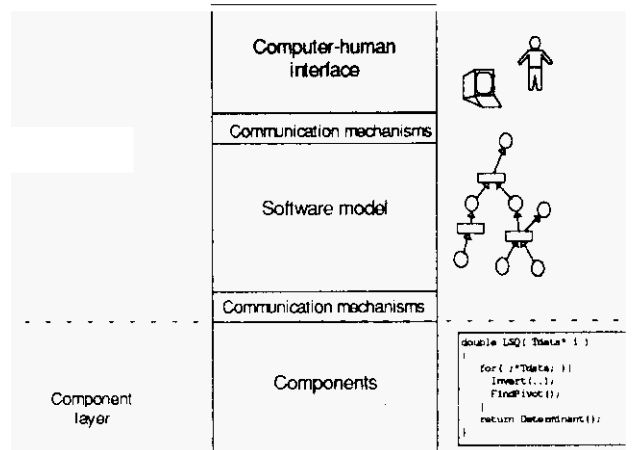 Computer-human
interface
Communication mechanisms
Software model
Communication mechanisms
Components
Component
layer
double LSQ( Tdata* i )
{
for( ;*Tdata; ){
Invert(..);
FindPivot();
}
return Determinant();
}